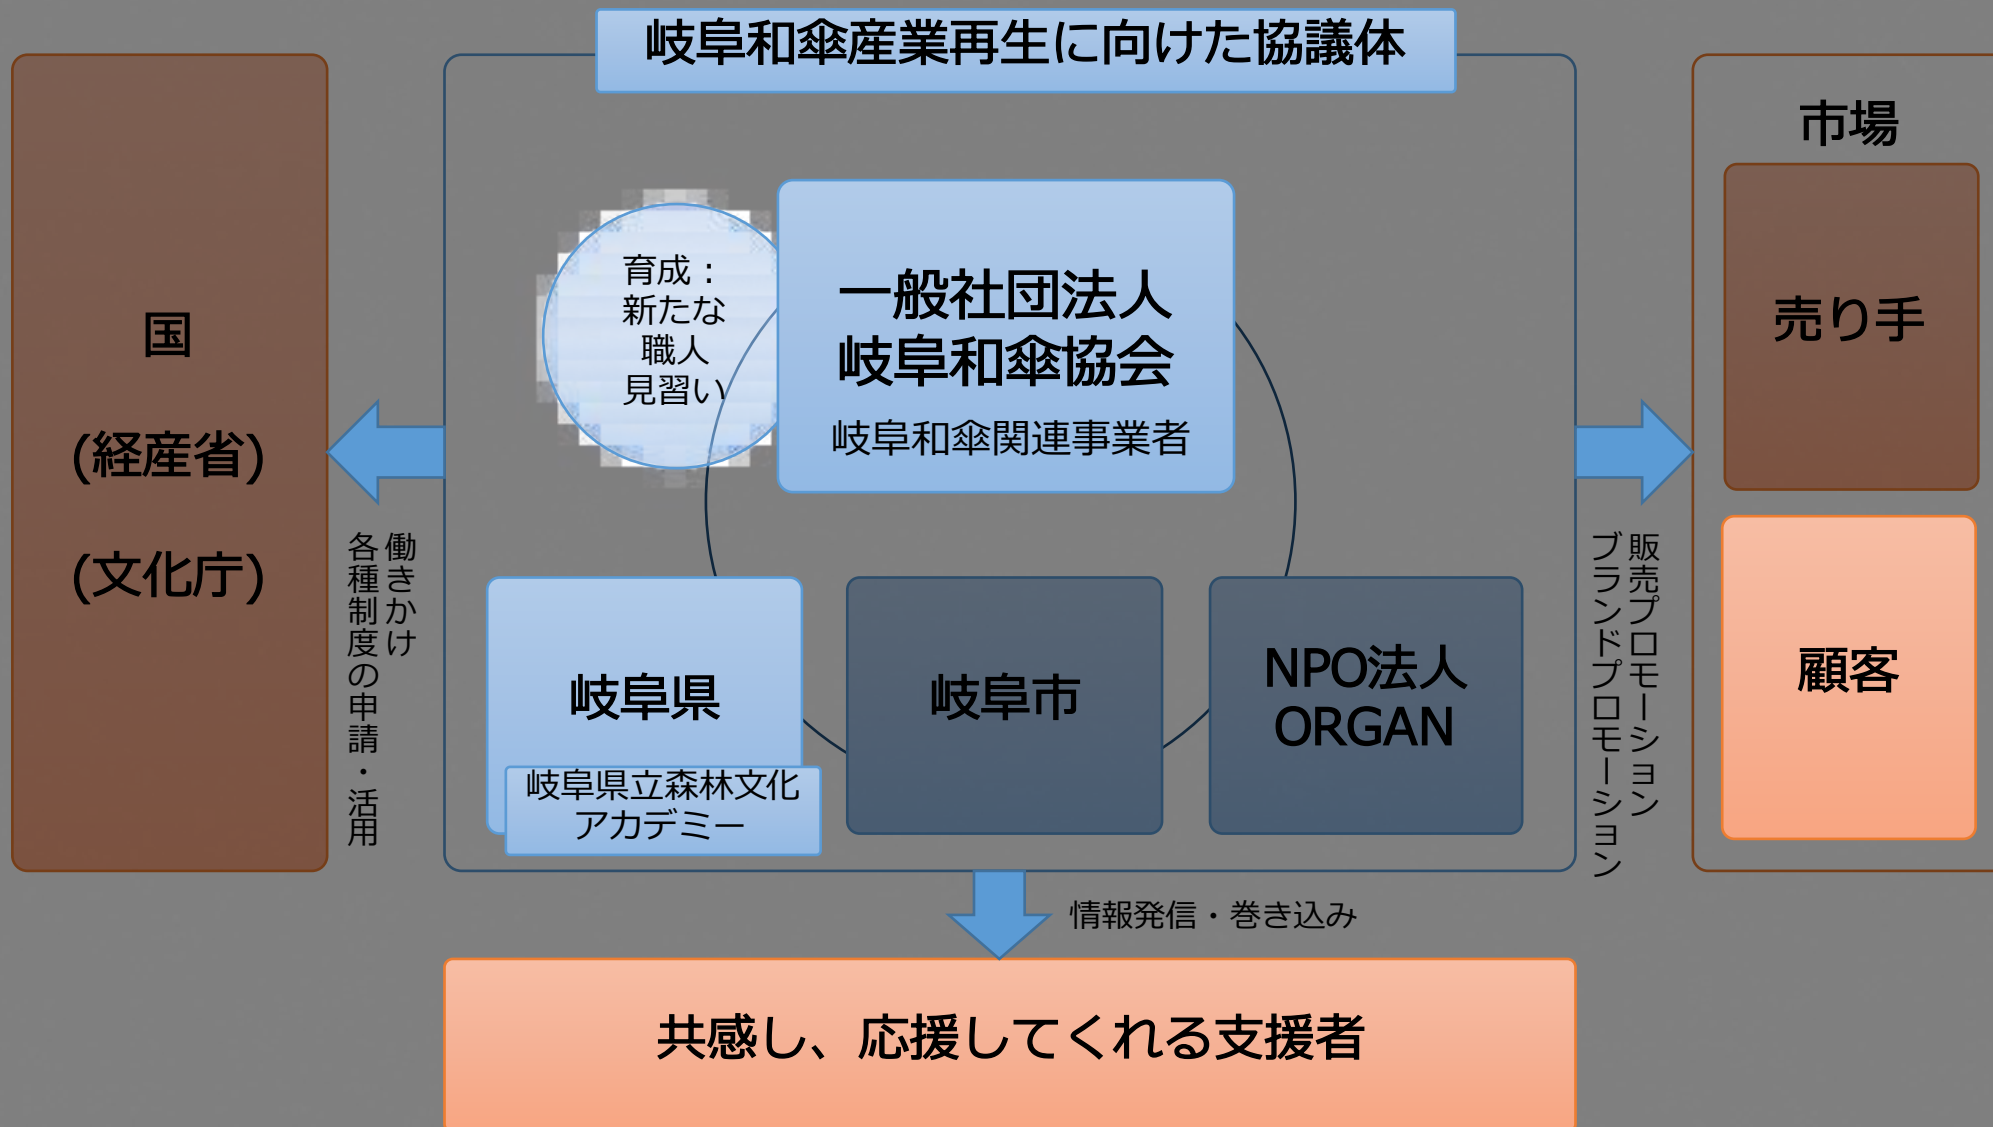 岐阜和傘産業再生に向けた協議体
国
(経産省)
(文化庁)
働きかけ
各種制度の申請・活用
育成：
新たな
職人
見習い
一般社団法人
岐阜和傘協会
岐阜和傘関連事業者
岐阜県
岐阜県立森林文化
アカデミー
岐阜市
NPO法人
ORGAN
販売プロモーション
ブランドプロモーション
市場
売り手
顧客
情報発信・巻き込み
共感し、応援してくれる支援者